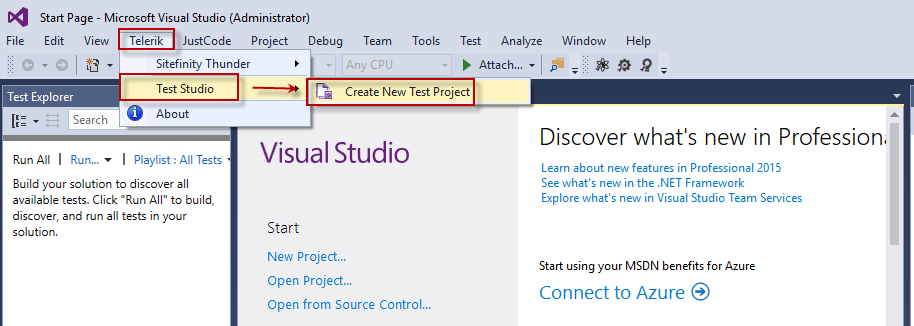 Start Page - Microsoft Visual Studio (Administrator)
File Edit View Telerik JustCode Project Debug Team Tools Test Analyze Window Help
Sitefinity Thunder
Any CPU
Attach...
Test Studio
Create New Test Project
About
Test Explorer
Search
Run All | Run... | Playlist : All Tests
Build your solution to discover all
available tests. Click "Run All" to build,
discover, and run all tests in your
solution.
Visual Studio
Start
New Project...
Open Project...
Open from Source Control...
Discover what's new in Professiona
Learn about new features in Professional 2015
See what's new in the .NET Framework
Explore what's new in Visual Studio Team Services
Start using your MSDN benefits for Azure
Connect to Azure